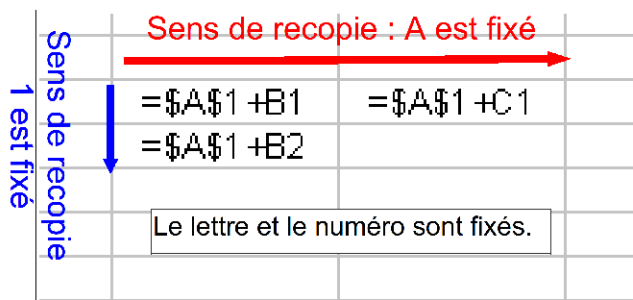 Sens de recopie : A est fixé
Sens de recopie
1 est fixé
=$A$1+B1 =$A$1+C1
=$A$1+B2
Le lettre et le numéro sont fixés.